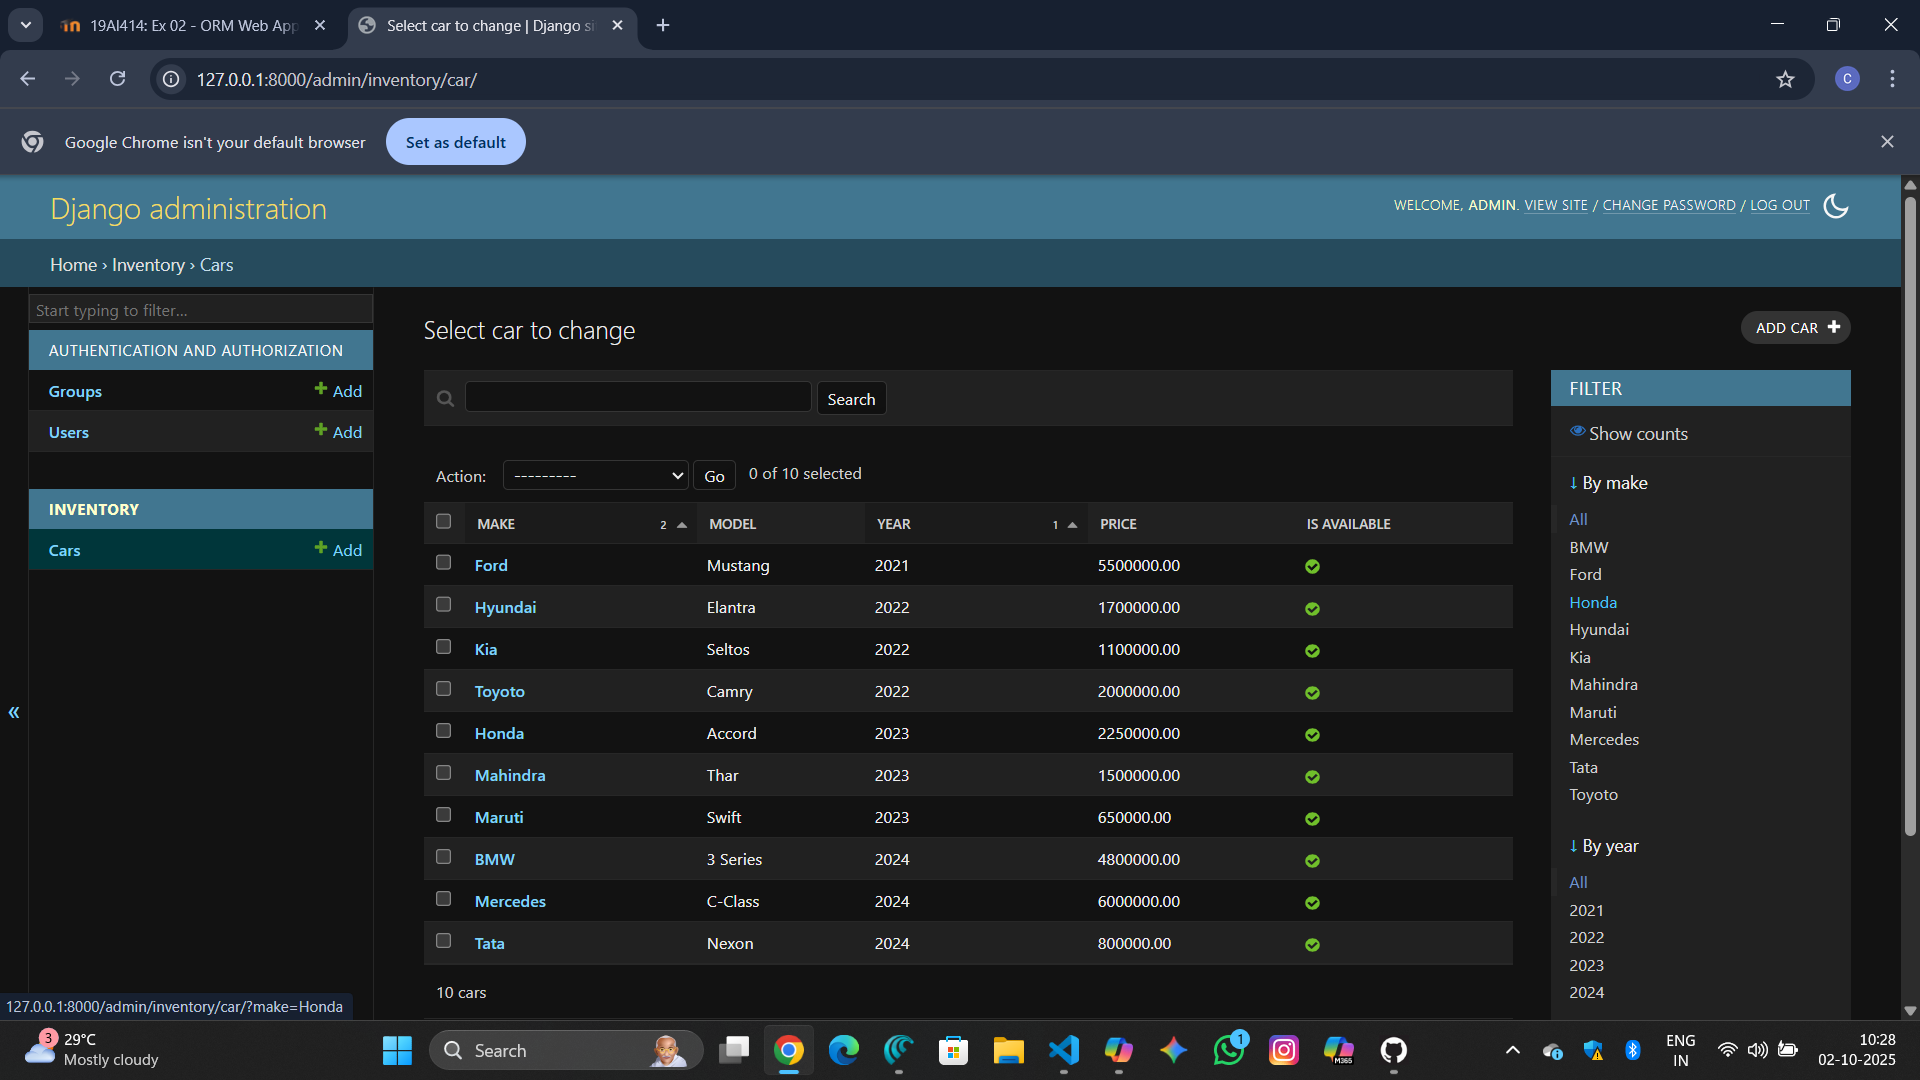 19AI414: Ex 02 - ORM Web App
Select car to change | Django si
127.0.0.1:8000/admin/inventory/car/
C
Google Chrome isn't your default browser
Set as default
Django administration
WELCOME, ADMIN. VIEW SITE / CHANGE PASSWORD / LOG OUT
Home › Inventory › Cars
Start typing to filter...
AUTHENTICATION AND AUTHORIZATION
Groups + Add
Users + Add
INVENTORY
Cars + Add
«
Select car to change
ADD CAR +
Search
Action: --------- Go 0 of 10 selected
MAKE 2 MODEL YEAR 1 PRICE IS AVAILABLE
Ford Mustang 2021 5500000.00
Hyundai Elantra 2022 1700000.00
Kia Seltos 2022 1100000.00
Toyoto Camry 2022 2000000.00
Honda Accord 2023 2250000.00
Mahindra Thar 2023 1500000.00
Maruti Swift 2023 650000.00
BMW 3 Series 2024 4800000.00
Mercedes C-Class 2024 6000000.00
Tata Nexon 2024 800000.00
10 cars
FILTER
Show counts
↓ By make
All
BMW
Ford
Honda
Hyundai
Kia
Mahindra
Maruti
Mercedes
Tata
Toyoto
↓ By year
All
2021
2022
2023
2024
127.0.0.1:8000/admin/inventory/car/?make=Honda
3
29°C
Mostly cloudy
Search
1
M365
ENG
IN
10:28
02-10-2025